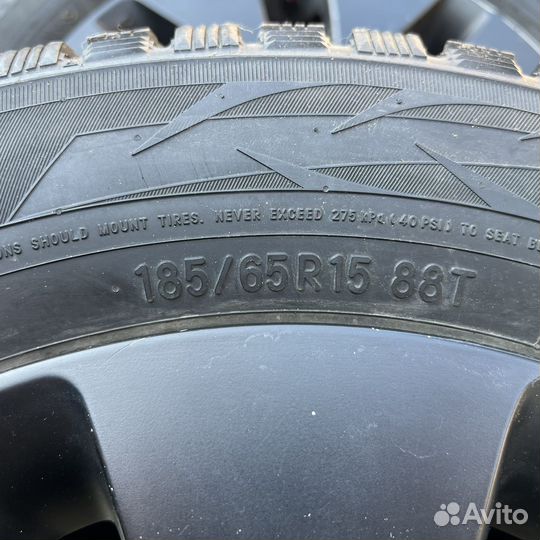 ONS SHOULD MOUNT TIRES. NEVER EXCEED 275 KPa (40 PSI) TO SEAT
185/65R15 88T
Avito